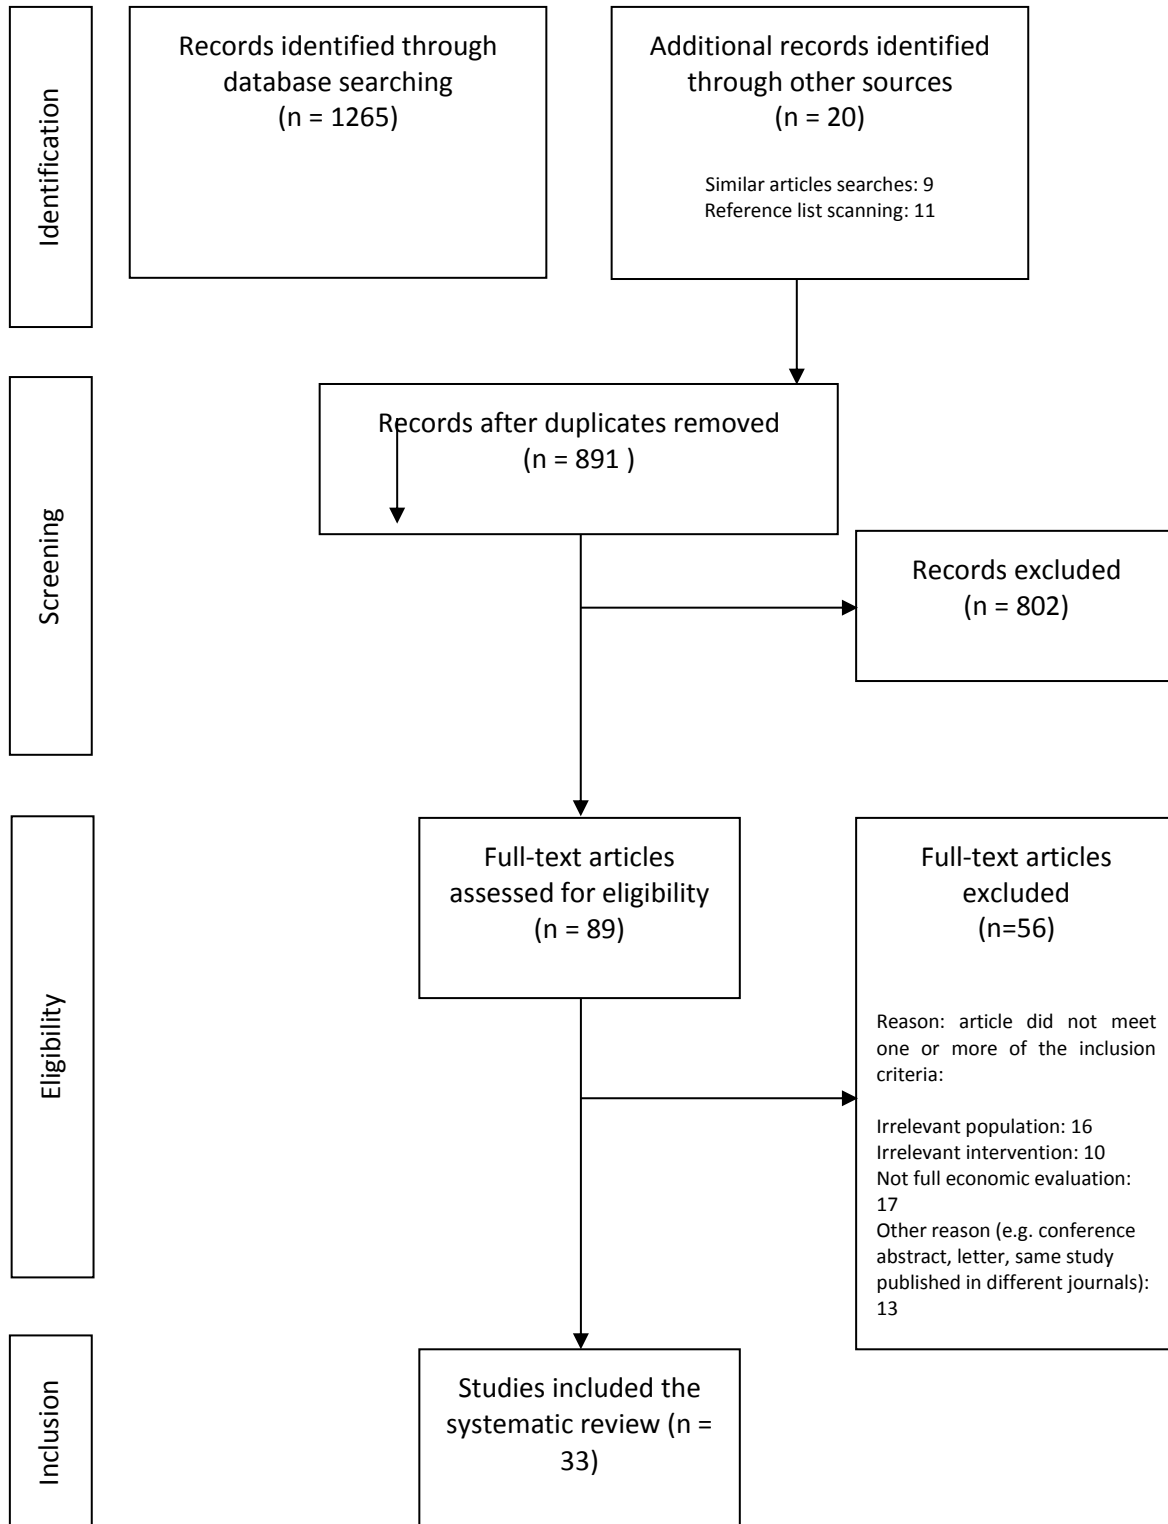 Identification
Records identified through
database searching
(n = 1265)
Additional records identified
through other sources
(n = 20)
Similar articles searches: 9
Reference list scanning: 11
Screening
Records after duplicates removed
(n = 891 )
Records excluded
(n = 802)
Eligibility
Full-text articles
assessed for eligibility
(n = 89)
Full-text articles
excluded
(n=56)
Reason: article did not meet
one or more of the inclusion
criteria:
Irrelevant population: 16
Irrelevant intervention: 10
Not full economic evaluation:
17
Other reason (e.g. conference
abstract, letter, same study
published in different journals):
13
Inclusion
Studies included the
systematic review (n =
33)